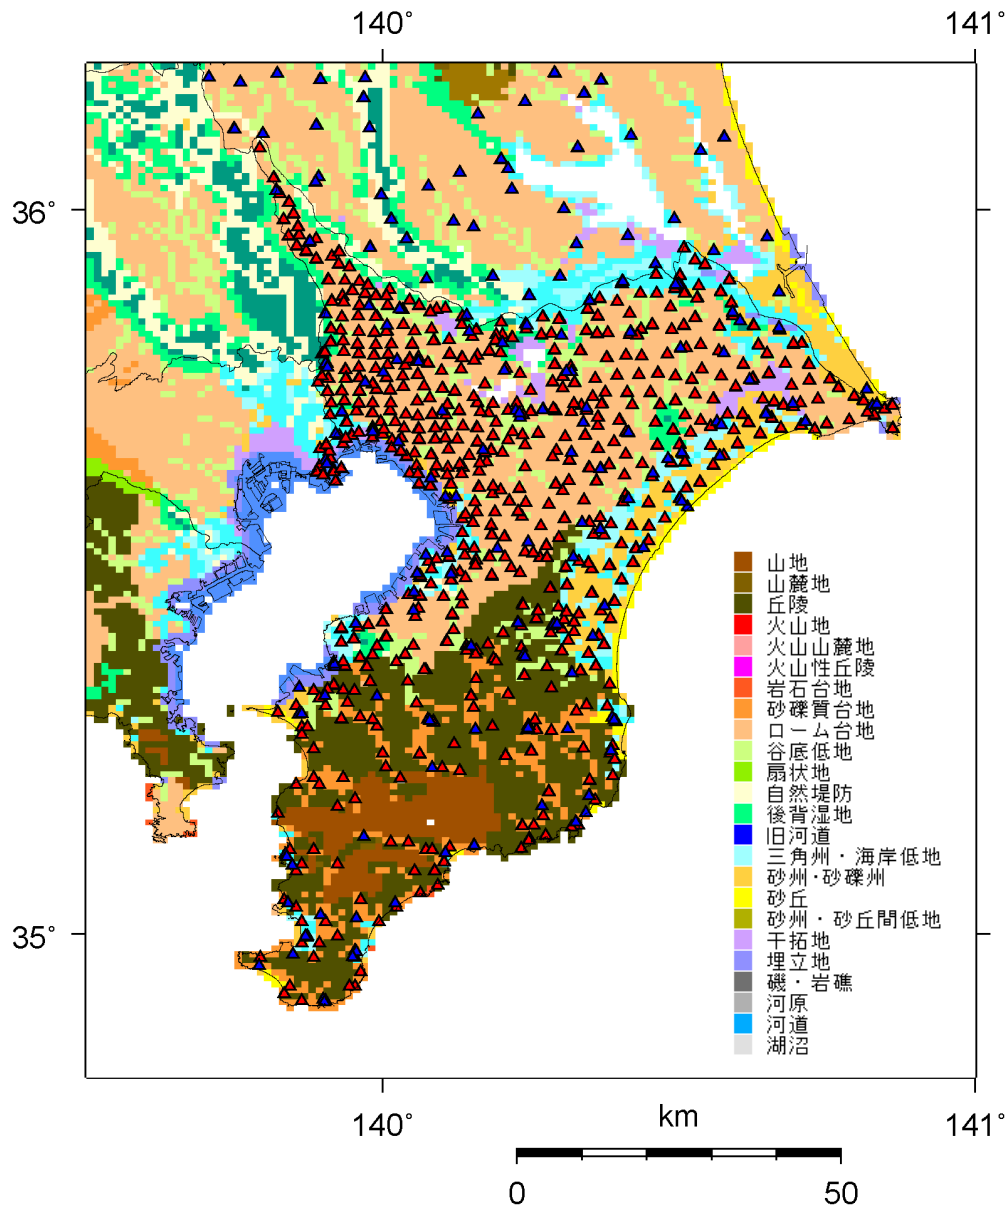 140°
141°
36°
35°
山地
山麓地
丘陵
火山地
火山山麓地
火山性丘陵
岩石台地
砂礫質台地
ローム台地
谷底低地
扇状地
自然堤防
後背湿地
旧河道
三角州・海岸低地
砂州・砂礫州
砂丘
砂州・砂丘間低地
干拓地
埋立地
磯・岩礁
河原
河道
湖沼
140°
141°
km
0
50